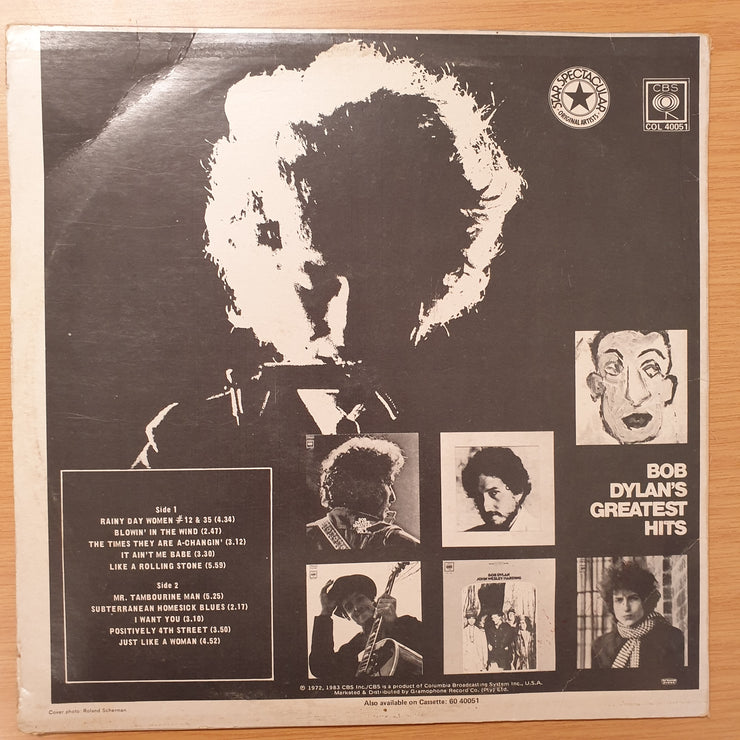 STAR SPECTACULAR
ORIGINAL ARTISTS
CBS
COL 40051
BOB
DYLAN'S
GREATEST
HITS
Side 1
RAINY DAY WOMEN #12 & 35 (4.34)
BLOWIN' IN THE WIND (2.47)
THE TIMES THEY ARE A-CHANGIN' (3.12)
IT AIN'T ME BABE (3.30)
LIKE A ROLLING STONE (5.59)
Side 2
MR. TAMBOURINE MAN (5.25)
SUBTERRANEAN HOMESICK BLUES (2.17)
I WANT YOU (3.10)
POSITIVELY 4TH STREET (3.50)
JUST LIKE A WOMAN (4.52)
BOB DYLAN
JOHN WESLEY HARDING
© 1972, 1983 CBS Inc./CBS is a product of Columbia Broadcasting System Inc., U.S.A.
Marketed & Distributed by Gramophone Record Co. (Pty) Ltd.
Also available on Cassette: 60 40051
Cover photo: Roland Scherman.